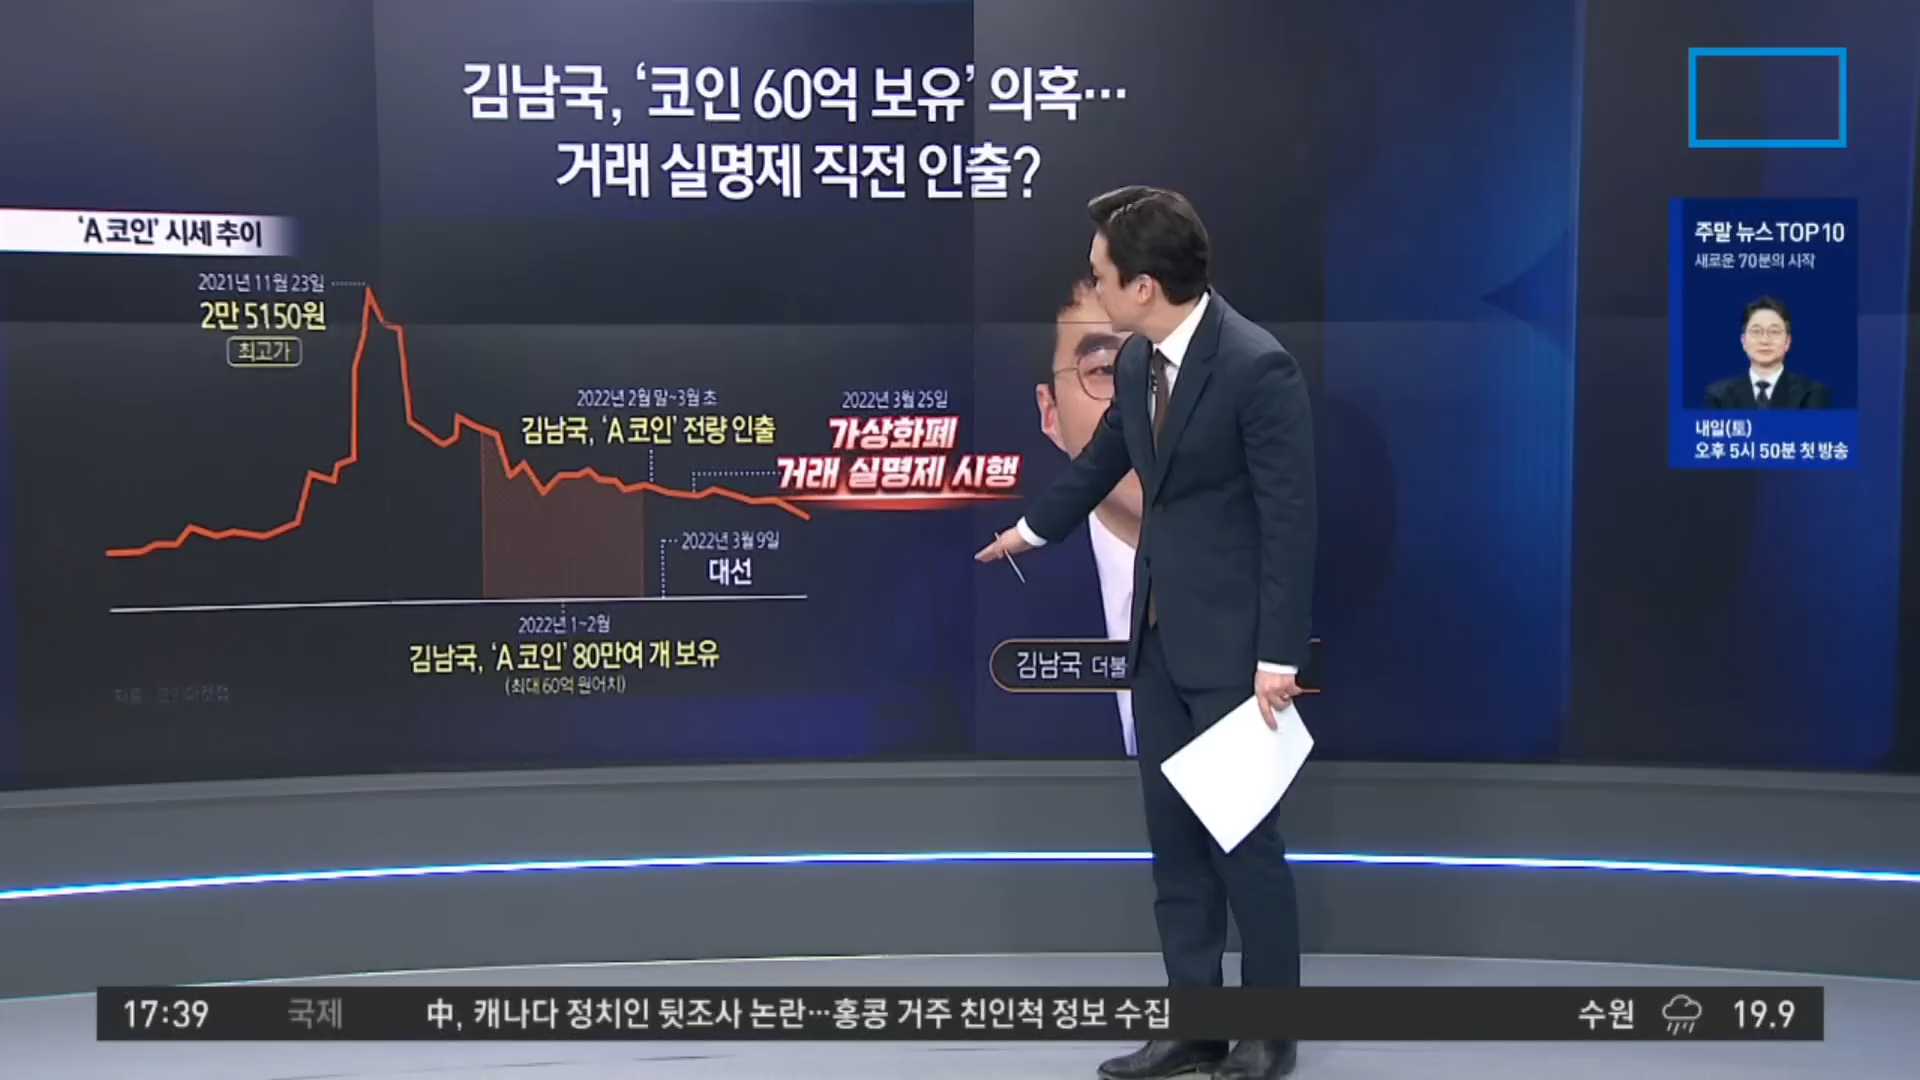 김남국, ‘코인 60억 보유’ 의혹…
거래 실명제 직전 인출?
‘A 코인’ 시세 추이
2021년 11월 23일
2만 5150원
최고가
2022년 2월 말~3월 초
김남국, ‘A 코인’ 전량 인출
2022년 3월 25일
가상화폐
거래 실명제 시행
2022년 3월 9일
대선
2022년 1~2월
김남국, ‘A 코인’ 80만여 개 보유
(최대 60억 원어치)
자료 : 코인마켓캡
김남국 더불
주말 뉴스 TOP 10
새로운 70분의 시작
내일(토)
오후 5시 50분 첫 방송
17:39 국제 中, 캐나다 정치인 뒷조사 논란…홍콩 거주 친인척 정보 수집 수원 19.9